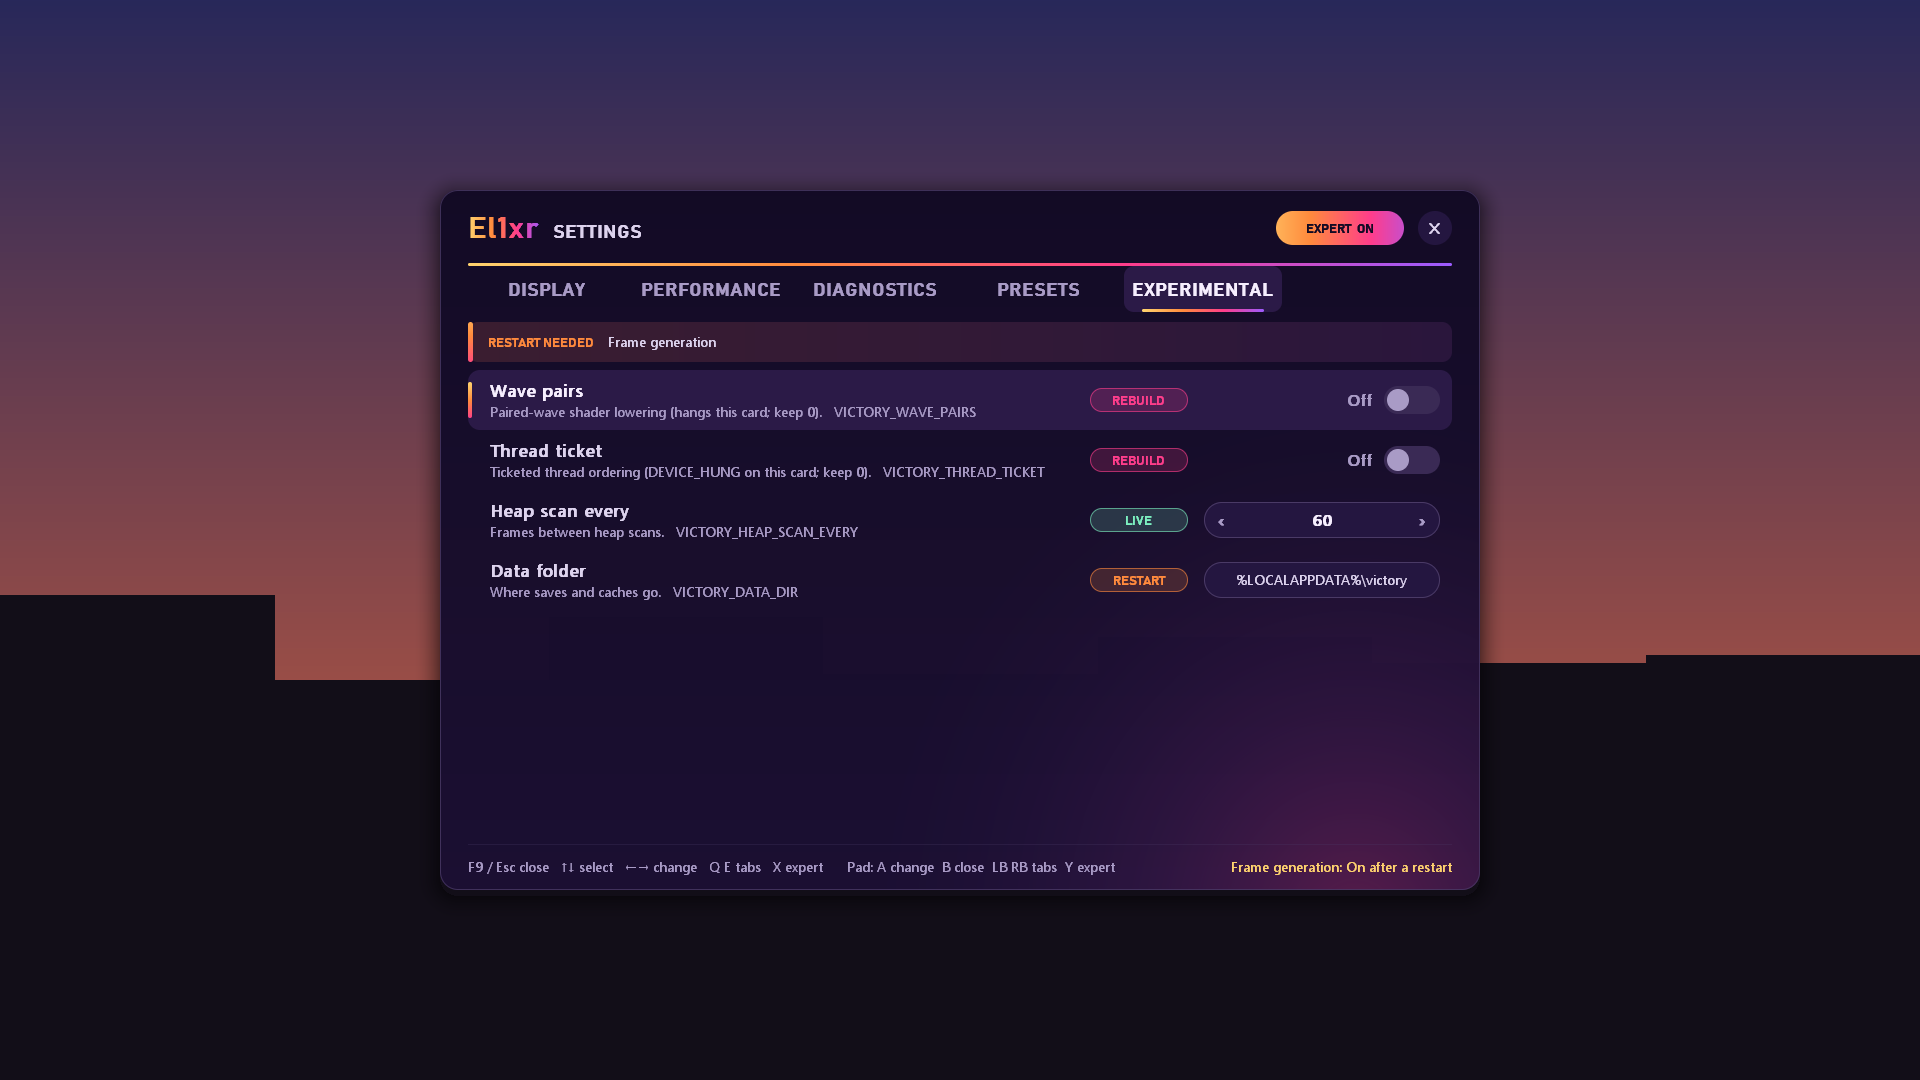 El1xr SETTINGS EXPERT ON ✕
DISPLAY PERFORMANCE DIAGNOSTICS PRESETS EXPERIMENTAL
RESTART NEEDED Frame generation
Wave pairs
Paired-wave shader lowering (hangs this card; keep 0). VICTORY_WAVE_PAIRS
REBUILD Off
Thread ticket
Ticketed thread ordering (DEVICE_HUNG on this card; keep 0). VICTORY_THREAD_TICKET
REBUILD Off
Heap scan every
Frames between heap scans. VICTORY_HEAP_SCAN_EVERY
LIVE ‹ 60 ›
Data folder
Where saves and caches go. VICTORY_DATA_DIR
RESTART %LOCALAPPDATA%\victory
F9 / Esc close ↑↓ select ←→ change Q E tabs X expert Pad: A change B close LB RB tabs Y expert Frame generation: On after a restart